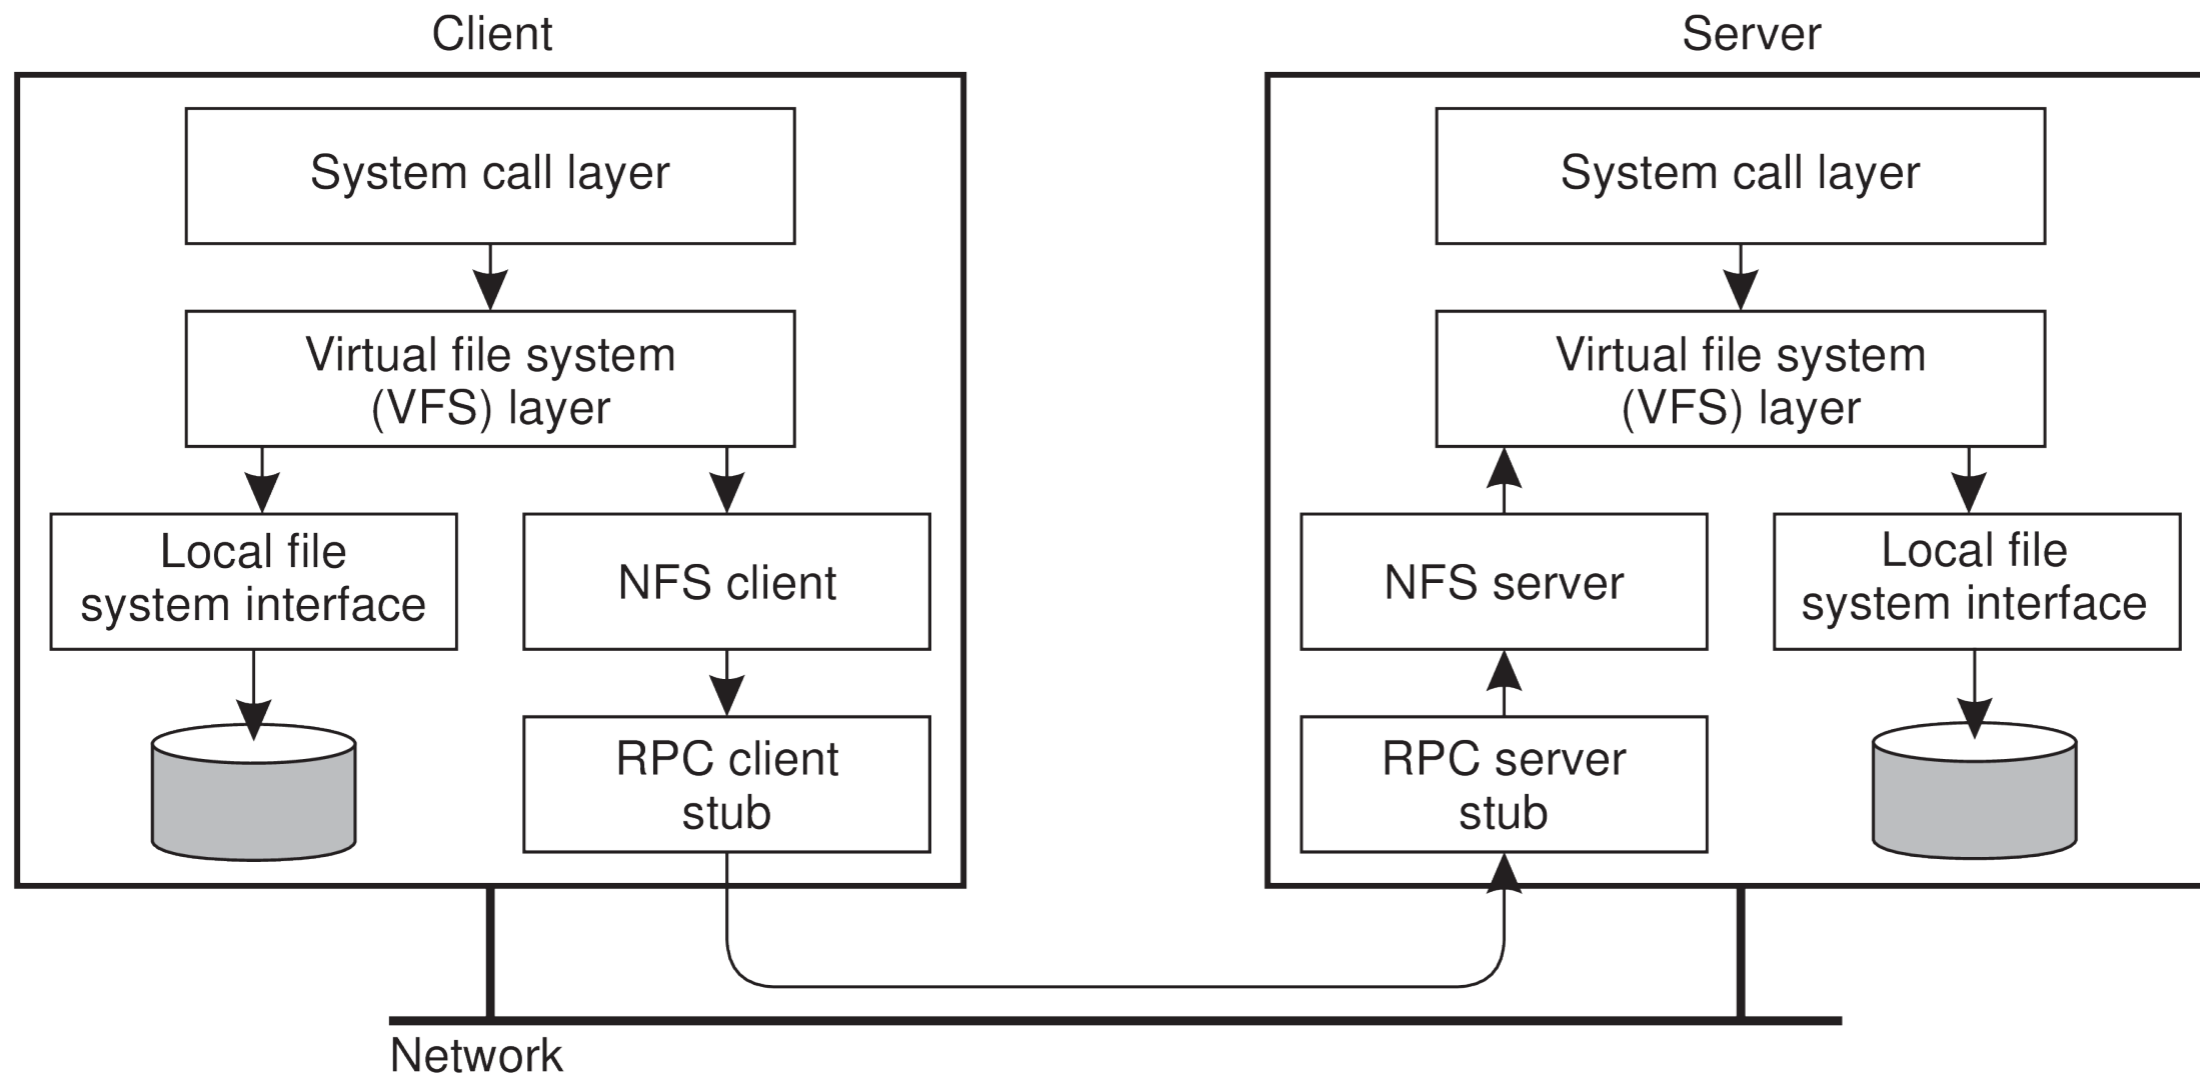 Client
System call layer
Virtual file system
(VFS) layer
Local file
system interface
NFS client
RPC client
stub
Server
System call layer
Virtual file system
(VFS) layer
NFS server
Local file
system interface
RPC server
stub
Network